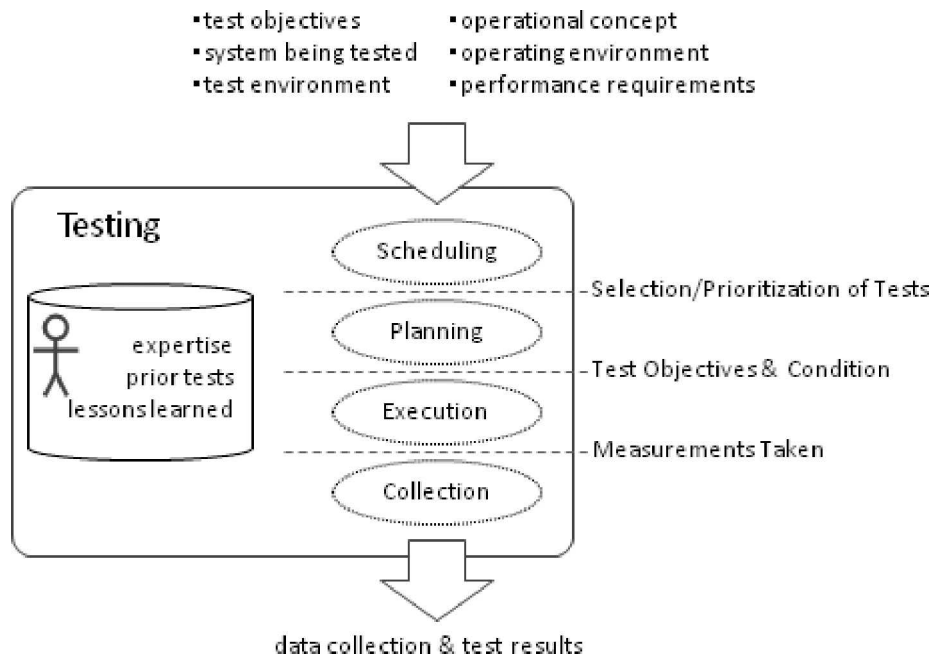 ▪test objectives
▪system being tested
▪test environment
▪operational concept
▪operating environment
▪performance requirements
Testing
expertise
prior tests
lessons learned
Scheduling
Selection/Prioritization of Tests
Planning
Test Objectives & Condition
Execution
Measurements Taken
Collection
data collection & test results